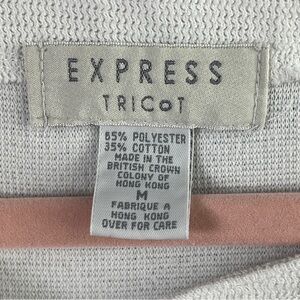 EXPRESS
TRICOT
65% POLYESTER
35% COTTON
MADE IN THE
BRITISH CROWN
COLONY OF
HONG KONG
M
FABRIQUE A
HONG KONG
OVER FOR CARE